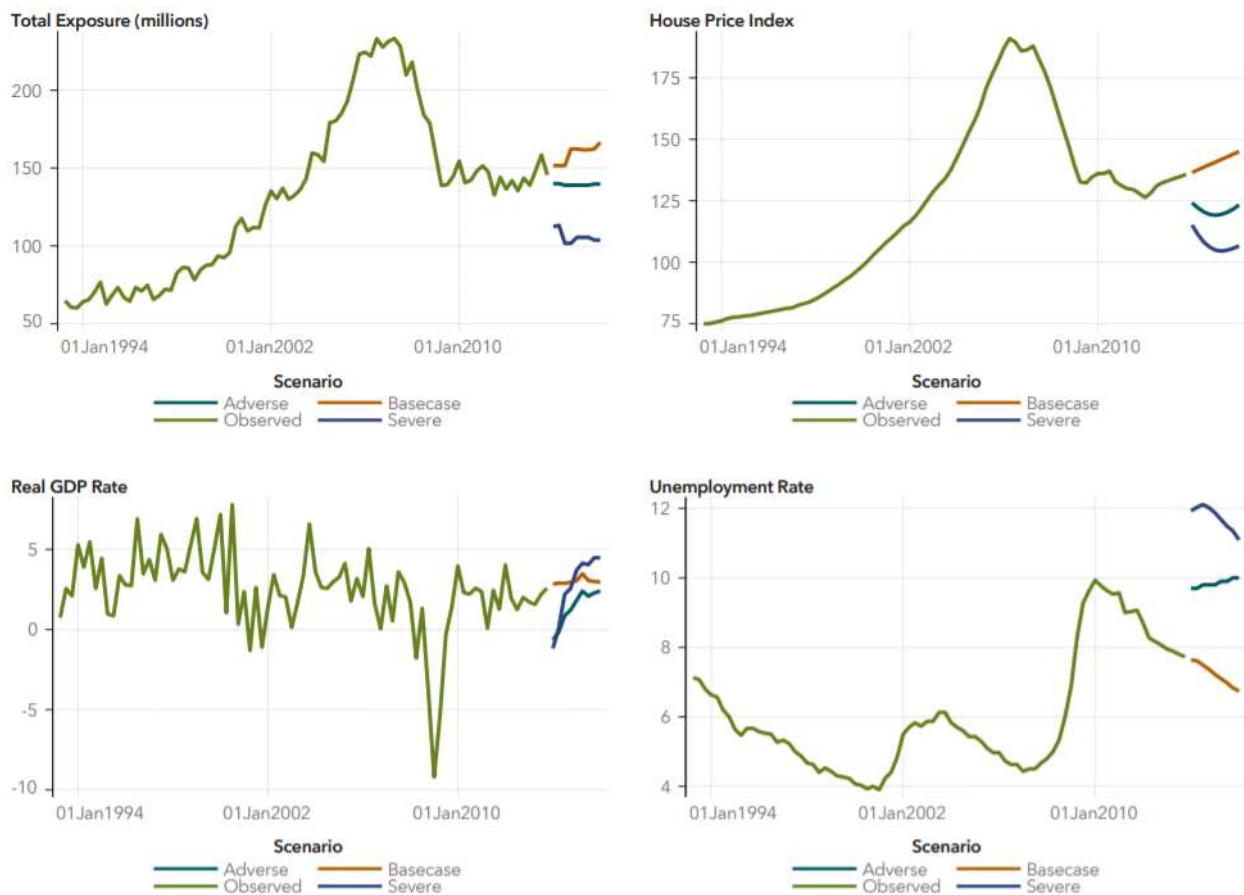 Total Exposure (millions)
200
150
100
50
01Jan1994 01Jan2002 01Jan2010
Scenario
Adverse Basecase
Observed Severe
House Price Index
175
150
125
100
75
01Jan1994 01Jan2002 01Jan2010
Scenario
Adverse Basecase
Observed Severe
Real GDP Rate
5
0
-5
-10
01Jan1994 01Jan2002 01Jan2010
Scenario
Adverse Basecase
Observed Severe
Unemployment Rate
12
10
8
6
4
01Jan1994 01Jan2002 01Jan2010
Scenario
Adverse Basecase
Observed Severe